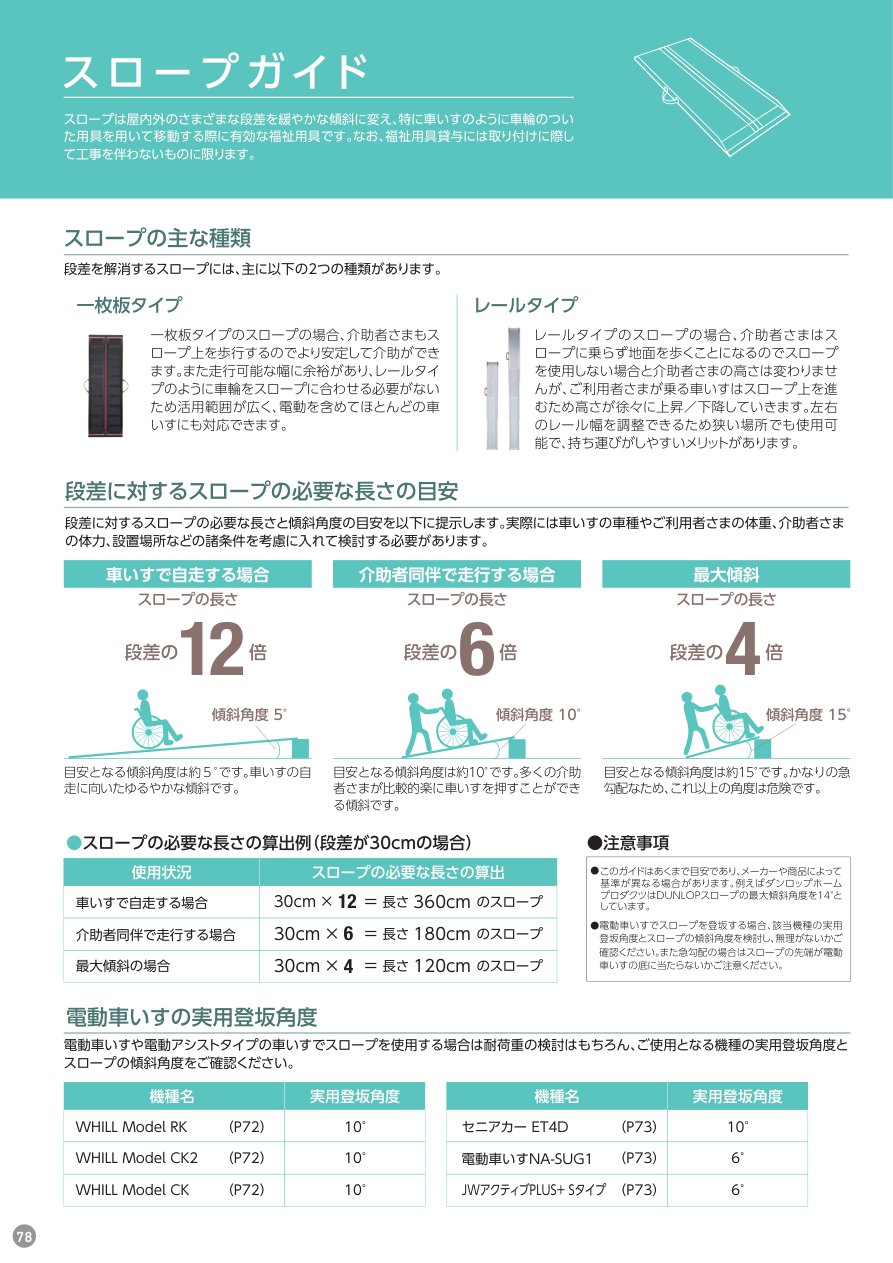 スロープガイド
スロープは屋内外のさまざまな段差を緩やかな傾斜に変え、特に車いすのように車輪のつい
た用具を用いて移動する際に有効な福祉用具です。なお、福祉用具貸与には取り付けに際し
て工事を伴わないものに限ります。
スロープの主な種類
段差を解消するスロープには、主に以下の2つの種類があります。
一枚板タイプ
一枚板タイプのスロープの場合、介助者さまもス
ロープ上を歩行するのでより安定して介助ができ
ます。また走行可能な幅に余裕があり、レールタイ
プのように車輪をスロープに合わせる必要がない
ため活用範囲が広く、電動を含めてほとんどの車
いすにも対応できます。
レールタイプ
レールタイプのスロープの場合、介助者さまはス
ロープに乗らず地面を歩くことになるのでスロープ
を使用しない場合と介助者さまの高さは変わりませ
んが、ご利用者さまが乗る車いすはスロープ上を進
むため高さが徐々に上昇／下降していきます。左右
のレール幅を調整できるため狭い場所でも使用可
能で、持ち運びがしやすいメリットがあります。
段差に対するスロープの必要な長さの目安
段差に対するスロープの必要な長さと傾斜角度の目安を以下に提示します。実際には車いすの車種やご利用者さまの体重、介助者さま
の体力、設置場所などの諸条件を考慮に入れて検討する必要があります。
車いすで自走する場合
スロープの長さ
段差の12倍
傾斜角度 5°
目安となる傾斜角度は約5°です。車いすの自
走に向いたゆるやかな傾斜です。
介助者同伴で走行する場合
スロープの長さ
段差の6倍
傾斜角度 10°
目安となる傾斜角度は約10°です。多くの介助
者さまが比較的楽に車いすを押すことができ
る傾斜です。
最大傾斜
スロープの長さ
段差の4倍
傾斜角度 15°
目安となる傾斜角度は約15°です。かなりの急
勾配なため、これ以上の角度は危険です。
●スロープの必要な長さの算出例（段差が30cmの場合）
使用状況 スロープの必要な長さの算出
車いすで自走する場合 30cm × 12 ＝ 長さ 360cm のスロープ
介助者同伴で走行する場合 30cm × 6 ＝ 長さ 180cm のスロープ
最大傾斜の場合 30cm × 4 ＝ 長さ 120cm のスロープ
●注意事項
●このガイドはあくまで目安であり、メーカーや商品によって
基準が異なる場合があります。例えばダンロップホーム
プロダクツはDUNLOPスロープの最大傾斜角度を14°と
しています。
●電動車いすでスロープを登坂する場合、該当機種の実用
登坂角度とスロープの傾斜角度を検討し、無理がないかご
確認ください。また急勾配の場合はスロープの先端が電動
車いすの底に当たらないかご注意ください。
電動車いすの実用登坂角度
電動車いすや電動アシストタイプの車いすでスロープを使用する場合は耐荷重の検討はもちろん、ご使用となる機種の実用登坂角度と
スロープの傾斜角度をご確認ください。
機種名 実用登坂角度
WHILL Model RK （P72） 10°
WHILL Model CK2 （P72） 10°
WHILL Model CK （P72） 10°
機種名 実用登坂角度
セニアカー ET4D （P73） 10°
電動車いすNA-SUG1 （P73） 6°
JWアクティブPLUS+ Sタイプ （P73） 6°
78